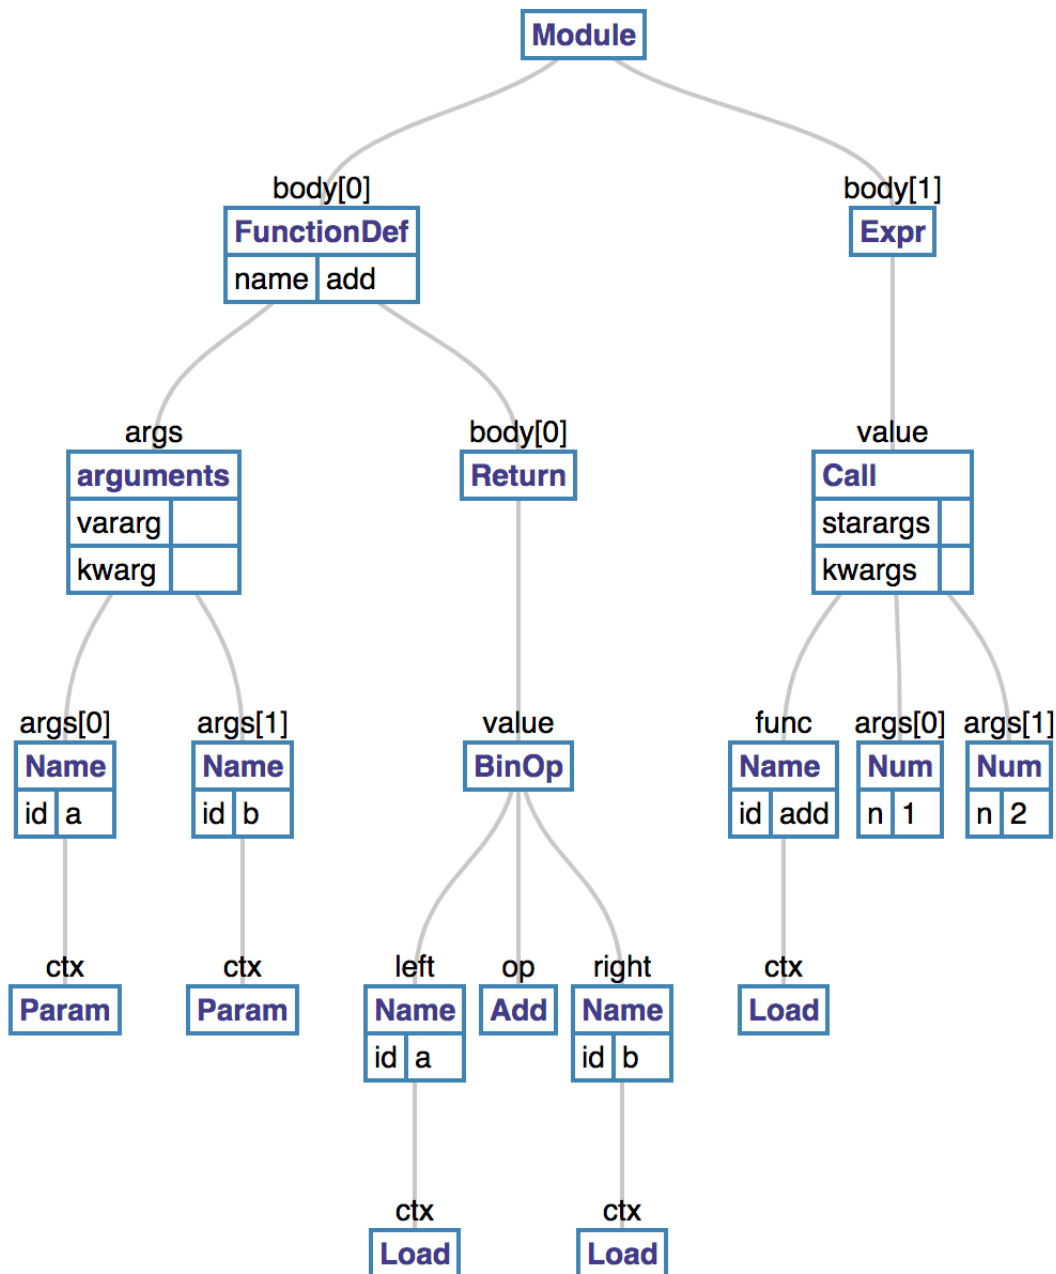 Module
body[0] body[1]
FunctionDef Expr
name add
args body[0] value
arguments Return Call
vararg starargs
kwarg kwargs
args[0] args[1] value func args[0] args[1]
Name Name BinOp Name Num Num
id a id b id add n 1 n 2
ctx ctx left op right ctx
Param Param Name Add Name Load
id a id b
ctx ctx
Load Load